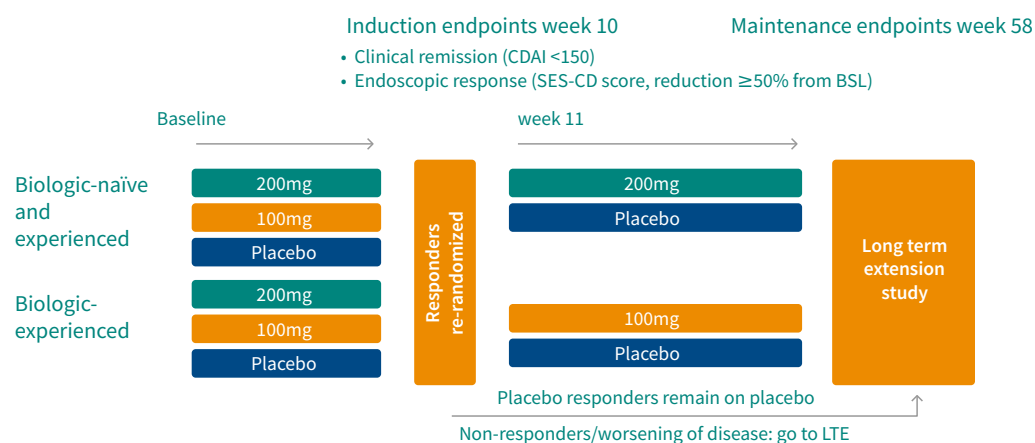 Induction endpoints week 10
Maintenance endpoints week 58
• Clinical remission (CDAI <150)
• Endoscopic response (SES-CD score, reduction ≥50% from BSL)
Baseline
week 11
Biologic-naïve
and
experienced
200mg
100mg
Placebo
Biologic-
experienced
200mg
100mg
Placebo
Responders
re-randomized
200mg
Placebo
100mg
Placebo
Long term
extension
study
Placebo responders remain on placebo
Non-responders/worsening of disease: go to LTE